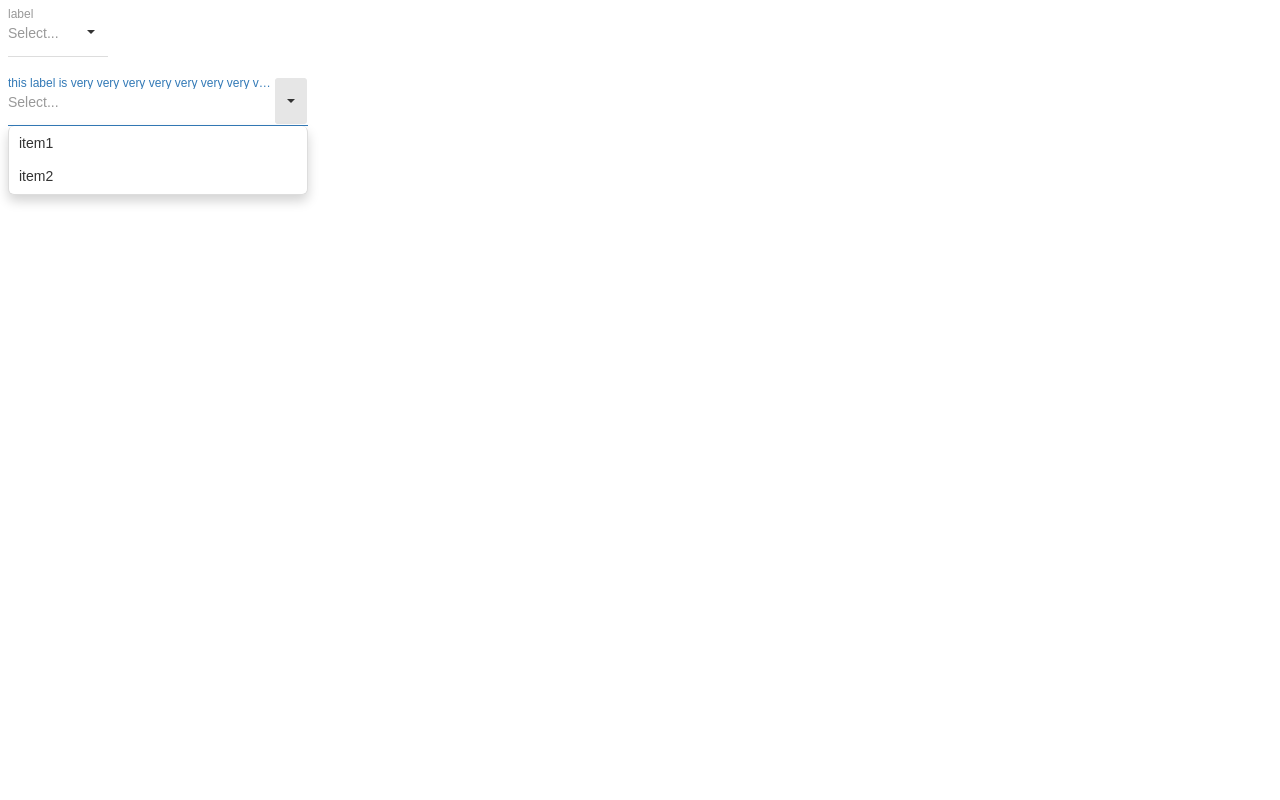 label
Select...
this label is very very very very very very very v…
Select...
item1
item2